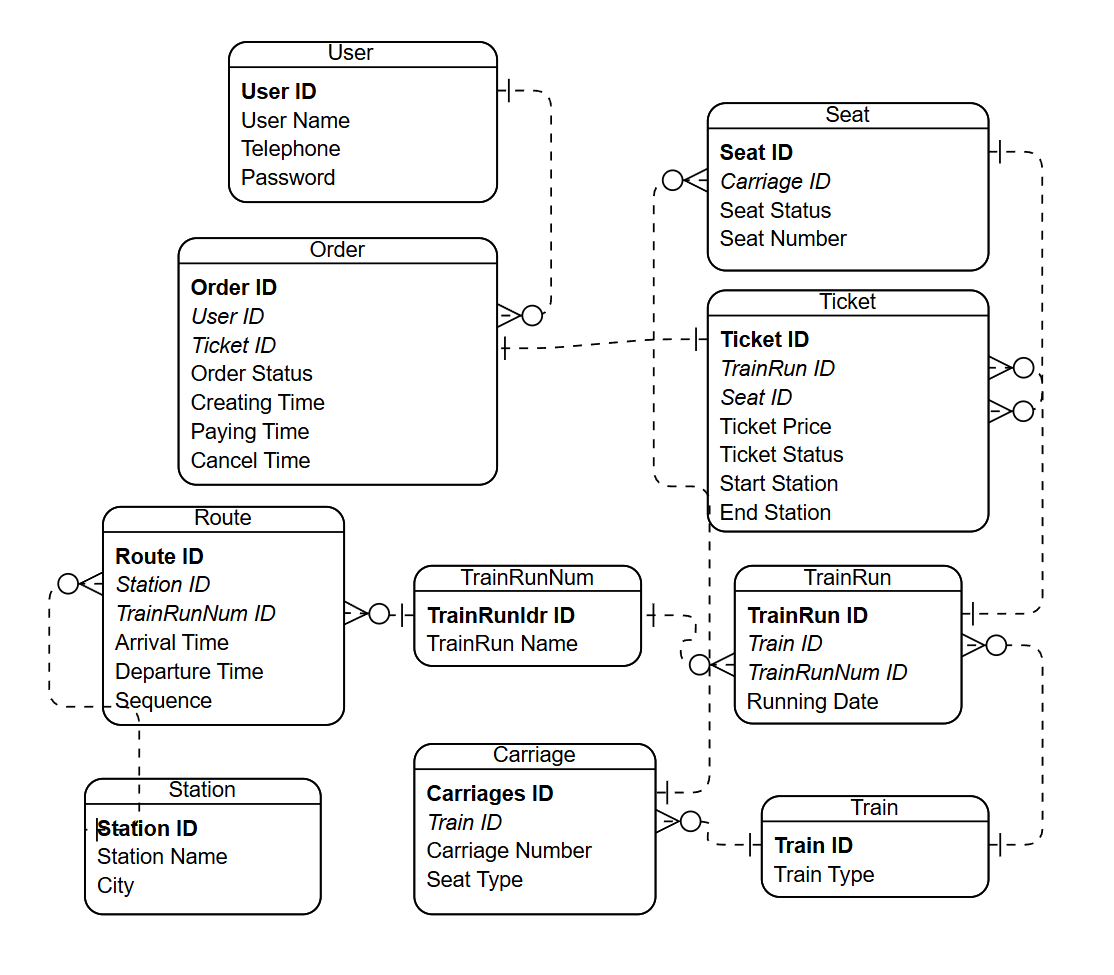 User
User ID
User Name
Telephone
Password
Seat
Seat ID
Carriage ID
Seat Status
Seat Number
Order
Order ID
User ID
Ticket ID
Order Status
Creating Time
Paying Time
Cancel Time
Ticket
Ticket ID
TrainRun ID
Seat ID
Ticket Price
Ticket Status
Start Station
End Station
Route
Route ID
Station ID
TrainRunNum ID
Arrival Time
Departure Time
Sequence
TrainRunNum
TrainRunIdr ID
TrainRun Name
TrainRun
TrainRun ID
Train ID
TrainRunNum ID
Running Date
Station
Station ID
Station Name
City
Carriage
Carriages ID
Train ID
Carriage Number
Seat Type
Train
Train ID
Train Type